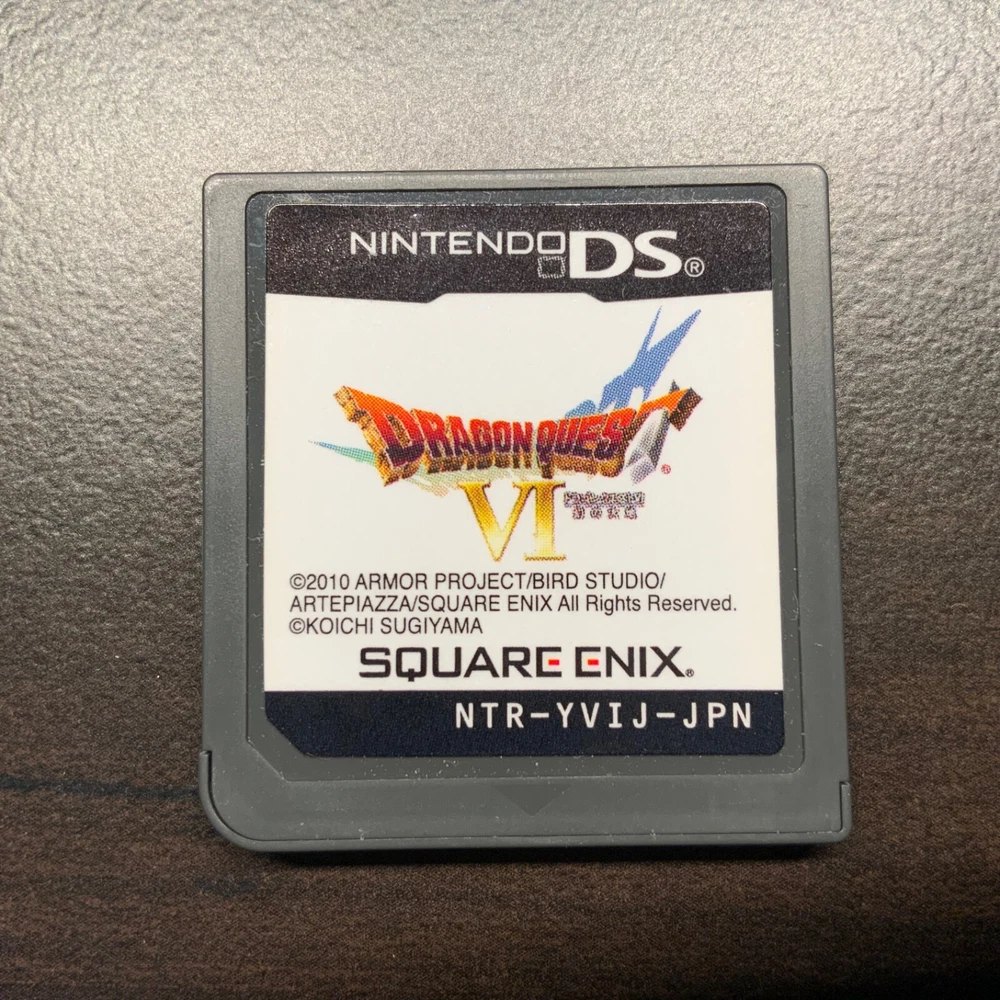 NINTENDO DS®
DRAGON QUEST®
VI
©2010 ARMOR PROJECT/BIRD STUDIO/
ARTEPIAZZA/SQUARE ENIX All Rights Reserved.
©KOICHI SUGIYAMA
SQUARE ENIX®
NTR-YVIJ-JPN